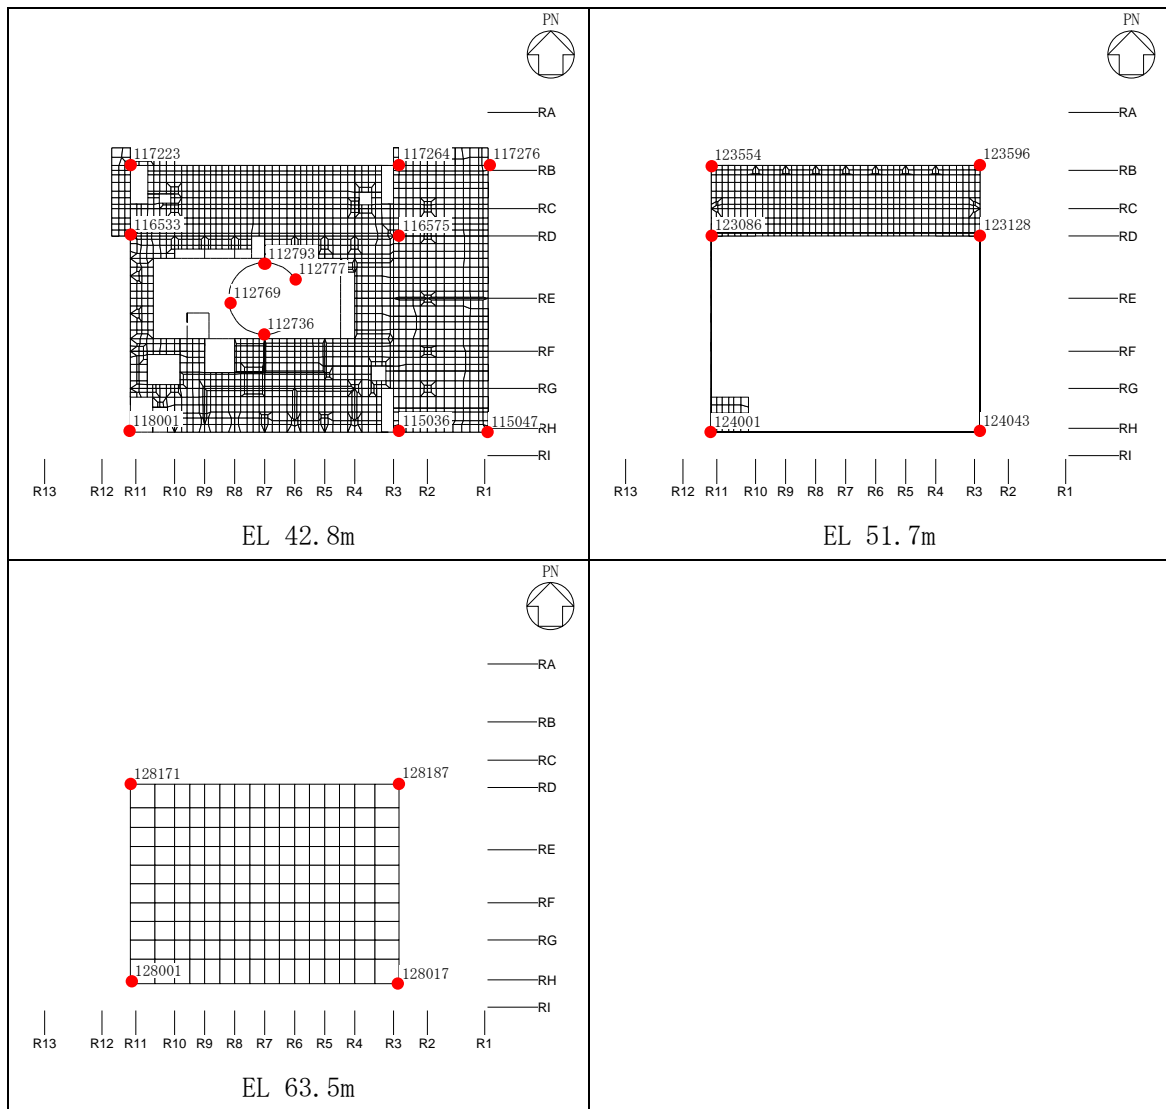 PN
RA
117223
117264
117276
RB
RC
116533
116575
RD
112793
112777
112769
RE
112736
RF
RG
118001
115036
115047
RH
RI
R13 R12 R11 R10 R9 R8 R7 R6 R5 R4 R3 R2 R1
EL 42.8m
PN
RA
123554
123596
RB
RC
123086
123128
RD
RE
RF
RG
124001
124043
RH
RI
R13 R12 R11 R10 R9 R8 R7 R6 R5 R4 R3 R2 R1
EL 51.7m
PN
RA
RB
RC
128171
128187
RD
RE
RF
RG
128001
128017
RH
RI
R13 R12 R11 R10 R9 R8 R7 R6 R5 R4 R3 R2 R1
EL 63.5m